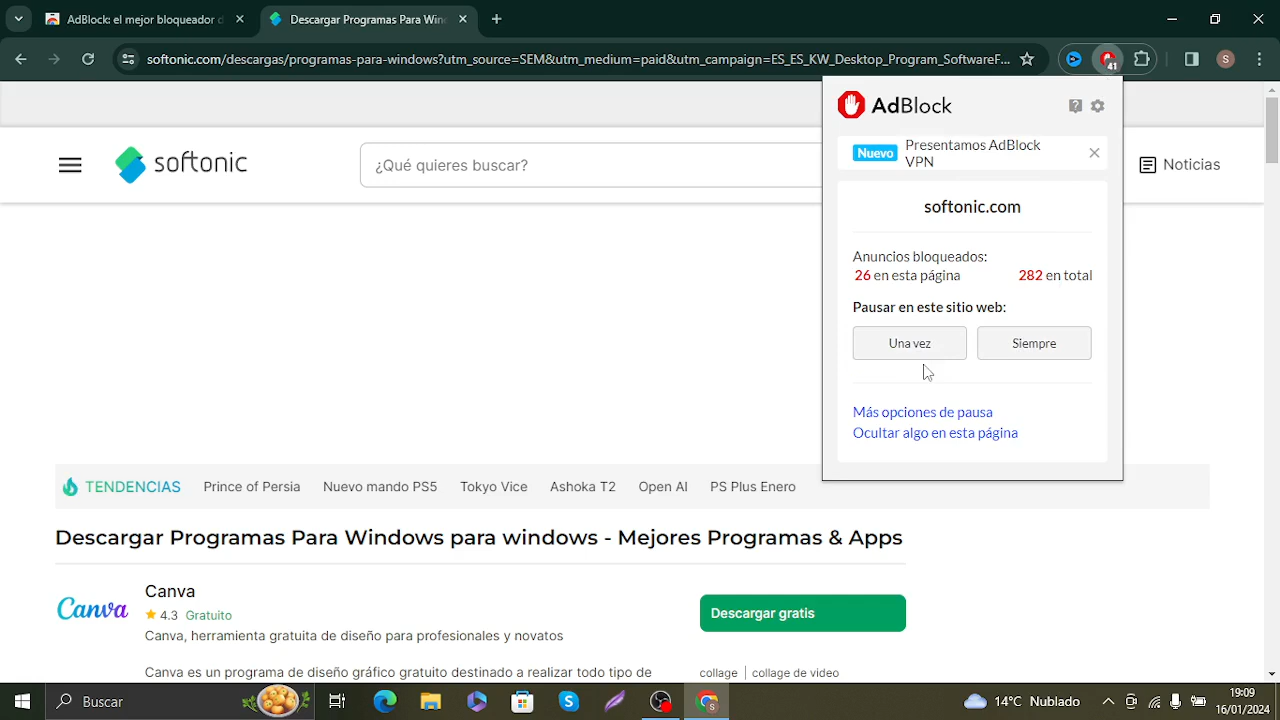 AdBlock: el mejor bloqueador d
Descargar Programas Para Win
softonic.com/descargas/programas-para-windows?utm_source=SEM&utm_medium=paid&utm_campaign=ES_ES_KW_Desktop_Program_SoftwareF...
41
S
AdBlock
Nuevo
Presentamos AdBlock
VPN
softonic
¿Qué quieres buscar?
Noticias
softonic.com
Anuncios bloqueados:
26 en esta página
282 en total
Pausar en este sitio web:
Una vez
Siempre
Más opciones de pausa
Ocultar algo en esta página
TENDENCIAS
Prince of Persia
Nuevo mando PS5
Tokyo Vice
Ashoka T2
Open AI
PS Plus Enero
Descargar Programas Para Windows para windows - Mejores Programas & Apps
Canva
Canva
4.3 Gratuito
Descargar gratis
Canva, herramienta gratuita de diseño para profesionales y novatos
Canva es un programa de diseño gráfico gratuito destinado a realizar todo tipo de
collage | collage de video
Buscar
14°C Nublado
19:09
16/01/2024